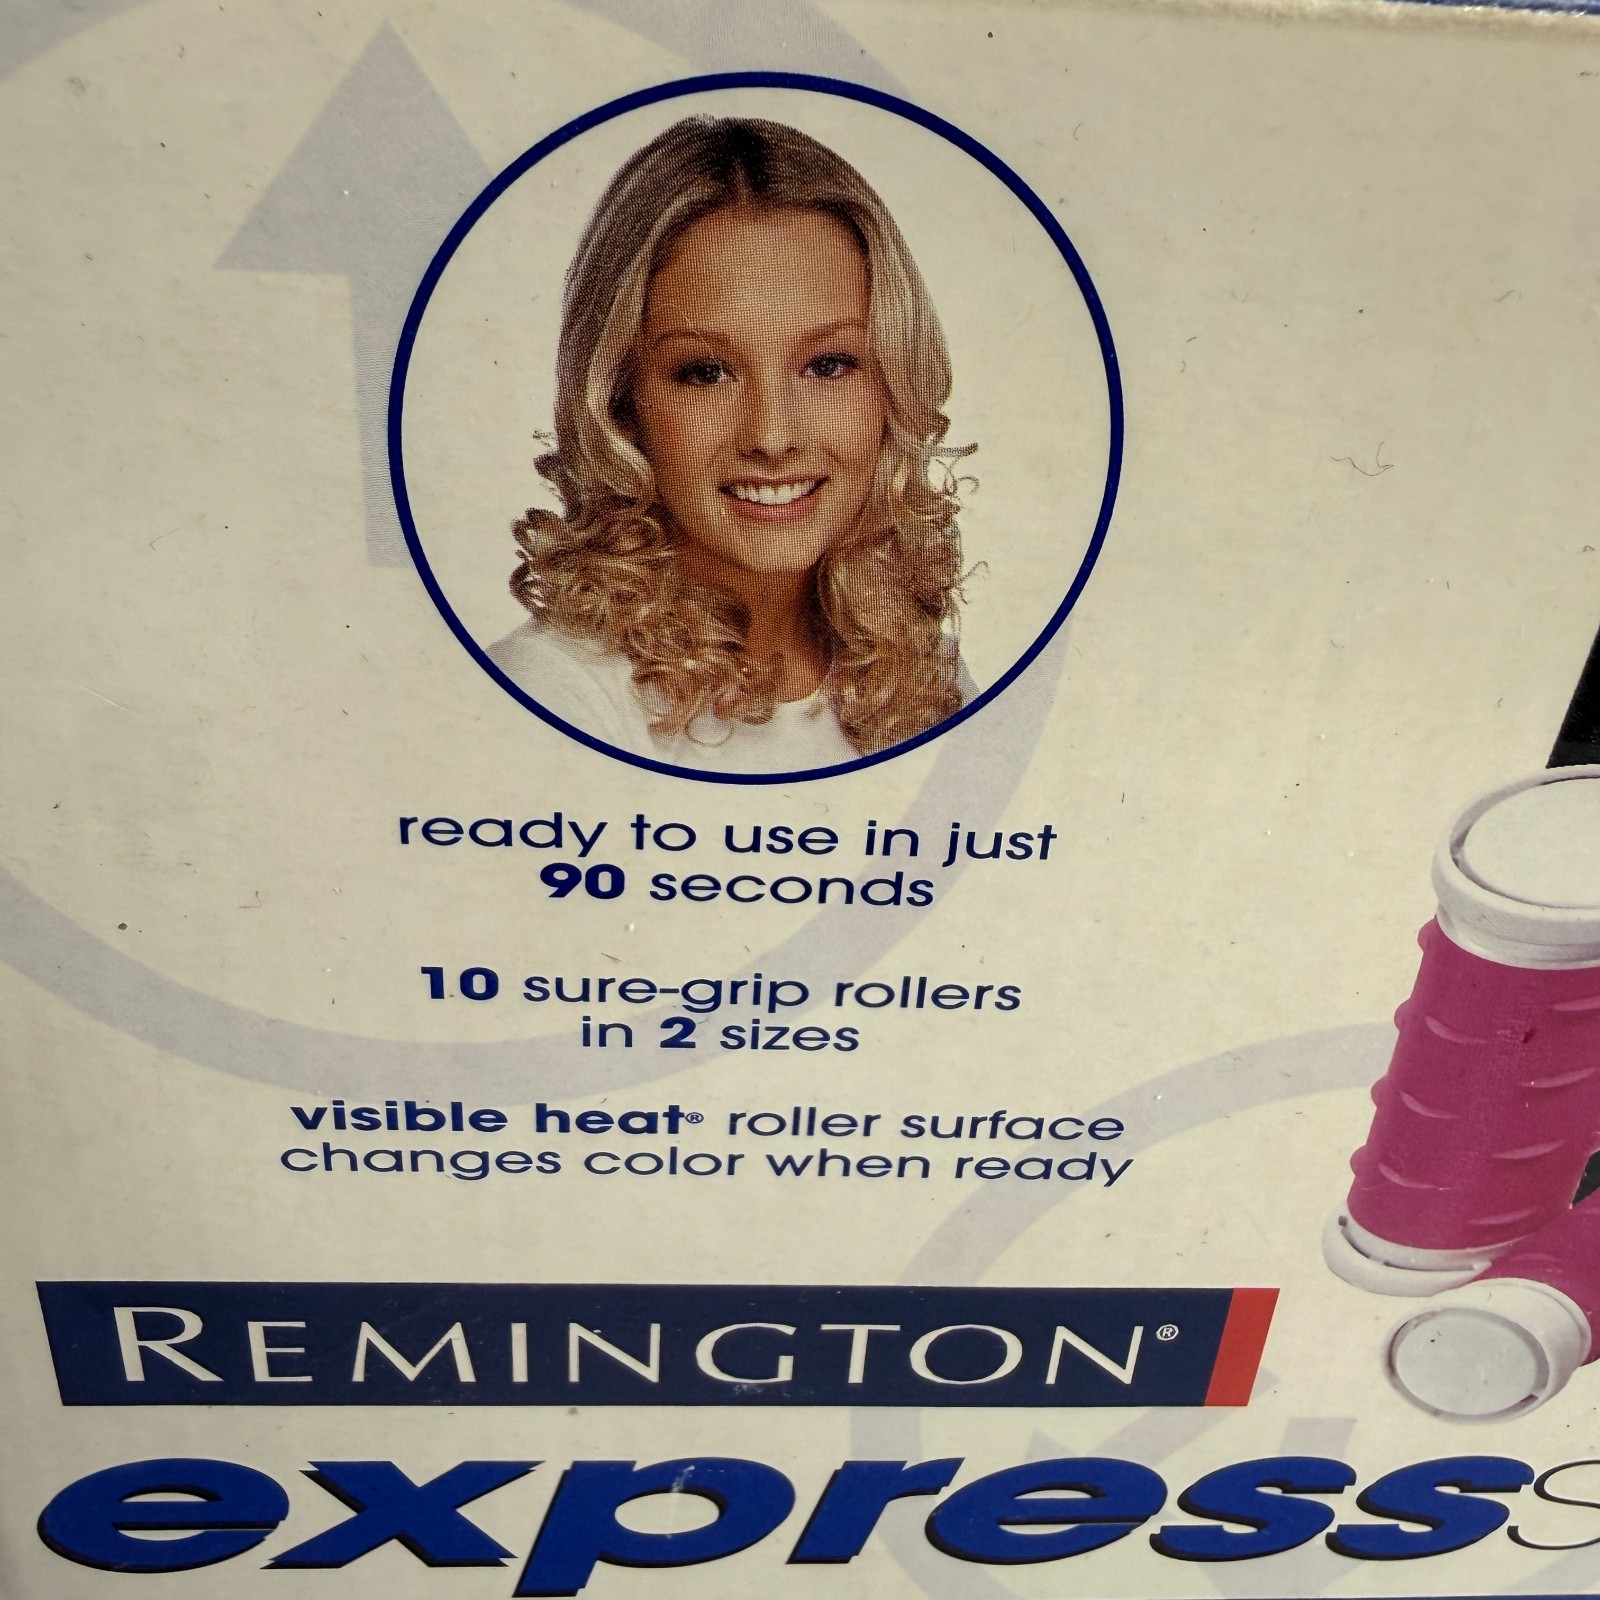 ready to use in just
90 seconds
10 sure-grip rollers
in 2 sizes
visible heat® roller surface
changes color when ready
REMINGTON®
express